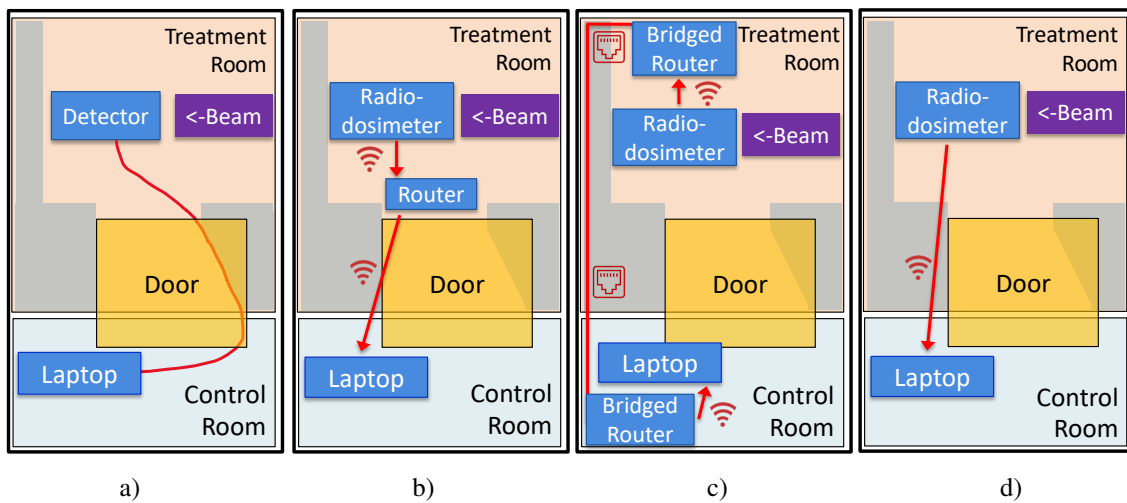 Treatment
Room
Detector
<-Beam
Door
Laptop
Control
Room
a)
Treatment
Room
Radio-
dosimeter
<-Beam
Router
Door
Laptop
Control
Room
b)
Bridged
Router
Treatment
Room
Radio-
dosimeter
<-Beam
Door
Laptop
Bridged
Router
Control
Room
c)
Treatment
Room
Radio-
dosimeter
<-Beam
Door
Laptop
Control
Room
d)